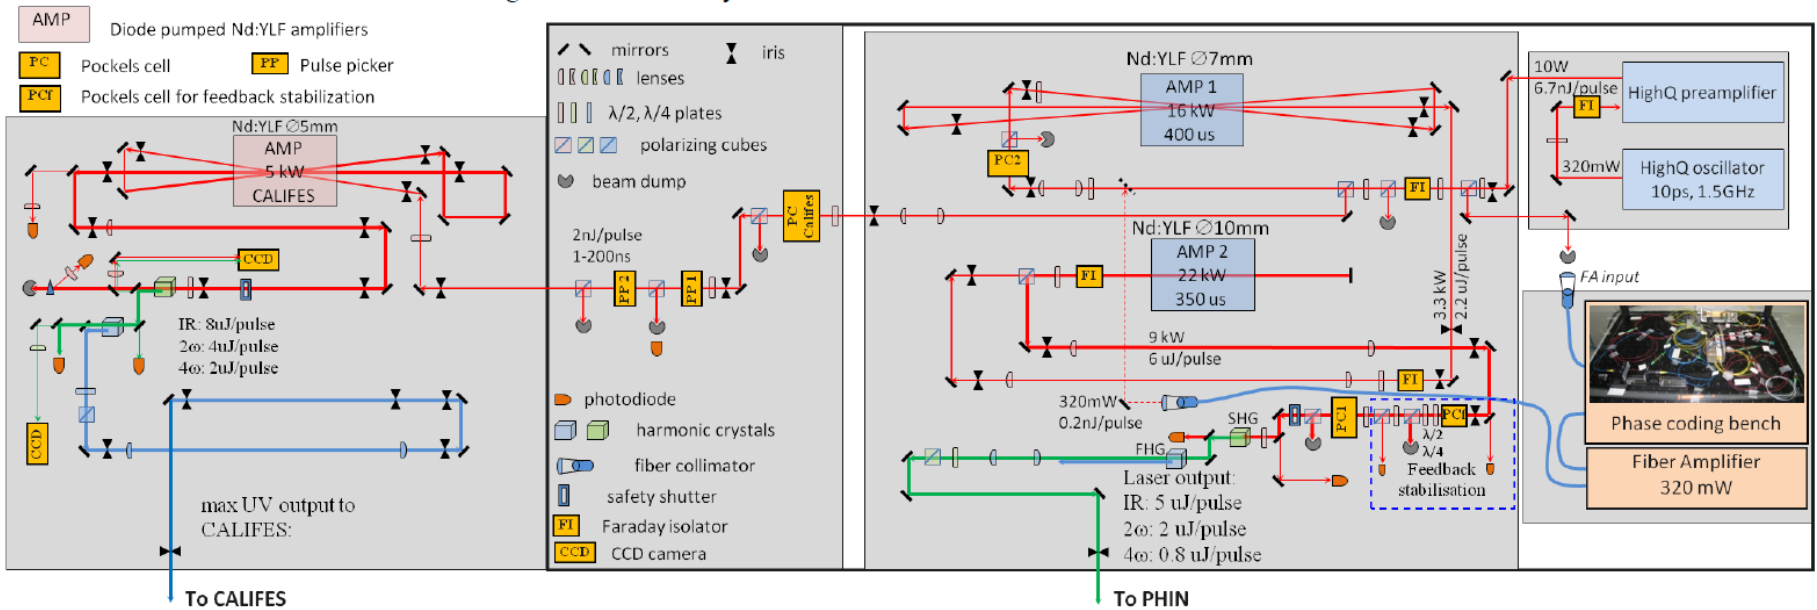 AMP
Diode pumped Nd:YLF amplifiers
PC
Pockels cell
PP
Pulse picker
PCf
Pockels cell for feedback stabilization
Nd:YLF ∅5mm
AMP
5 kW
CALIFES
CCD
IR: 8uJ/pulse
2ω: 4uJ/pulse
4ω: 2uJ/pulse
CCD
max UV output to
CALIFES:
To CALIFES
mirrors
iris
lenses
λ/2, λ/4 plates
polarizing cubes
beam dump
2nJ/pulse
1-200ns
PP2
PP1
PC
Califes
photodiode
harmonic crystals
fiber collimator
safety shutter
FI
Faraday isolator
CCD
CCD camera
Nd:YLF ∅7mm
AMP 1
16 kW
400 us
PC2
FI
Nd:YLF ∅10mm
AMP 2
22 kW
350 us
FI
3.3 kW
2.2 uJ/pulse
9 kW
6 uJ/pulse
FI
320mW
0.2nJ/pulse
SHG
FHG
PC1
PCf
λ/2
λ/4
Feedback
stabilisation
Laser output:
IR: 5 uJ/pulse
2ω: 2 uJ/pulse
4ω: 0.8 uJ/pulse
To PHIN
10W
6.7nJ/pulse
HighQ preamplifier
FI
320mW
HighQ oscillator
10ps, 1.5GHz
FA input
Phase coding bench
Fiber Amplifier
320 mW